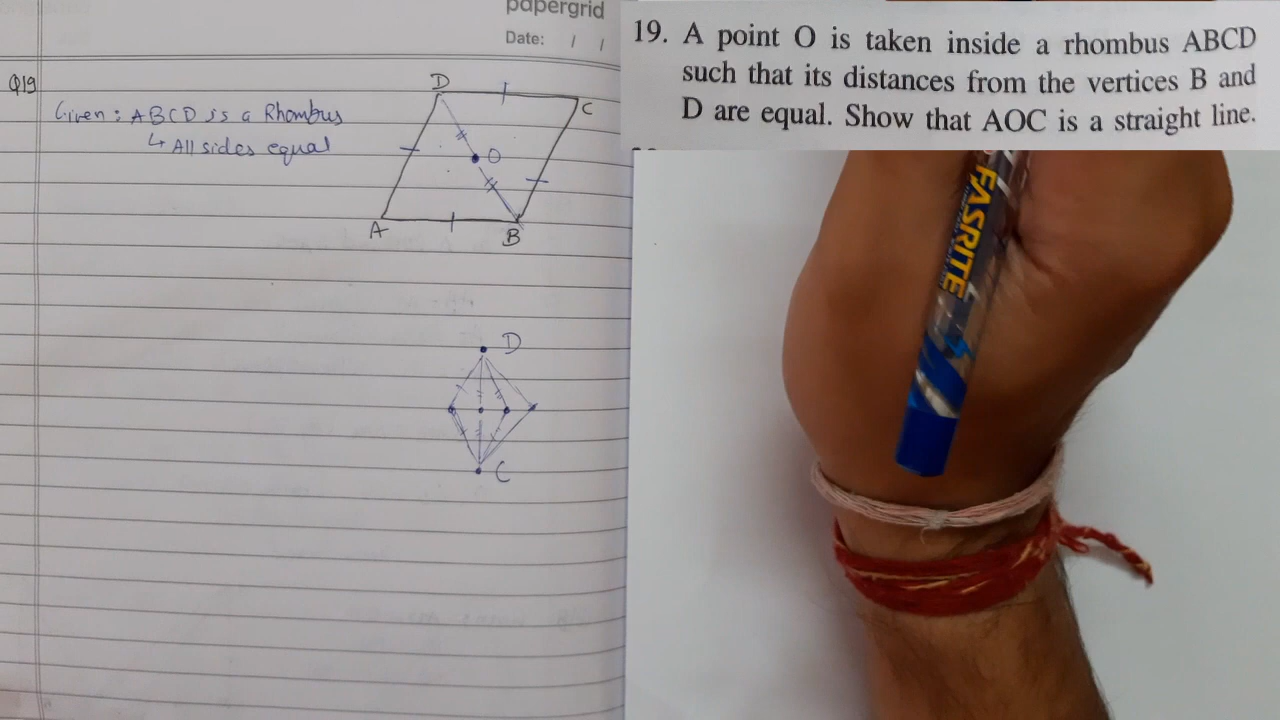 papergrid
Date: / /
Q19
Given : ABCD is a Rhombus
↳ All sides equal
D
C
O
A
B
D
C
19. A point O is taken inside a rhombus ABCD
such that its distances from the vertices B and
D are equal. Show that AOC is a straight line.
FASRITE